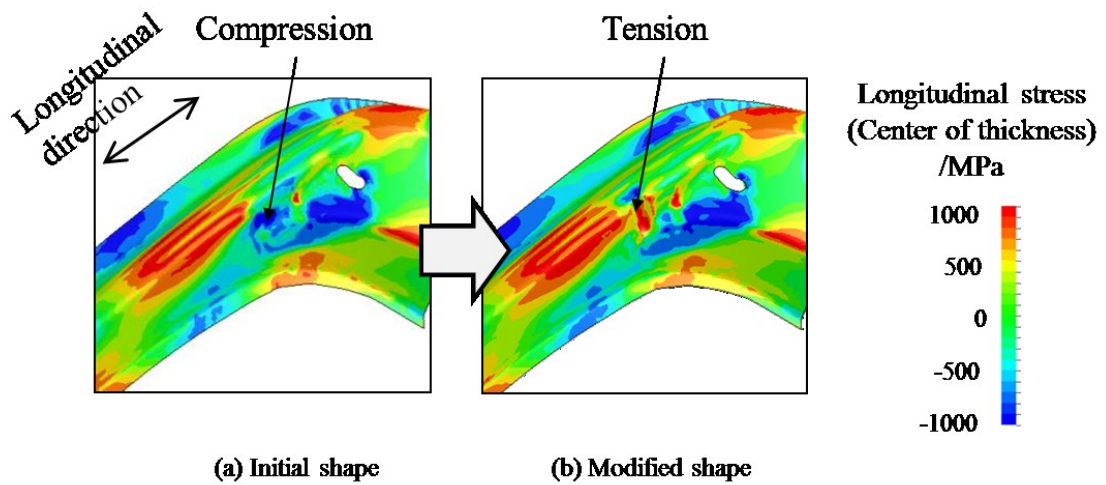 Compression
Tension
Longitudinal
direction
Longitudinal stress
(Center of thickness)
/MPa
1000
500
0
-500
-1000
(a) Initial shape
(b) Modified shape